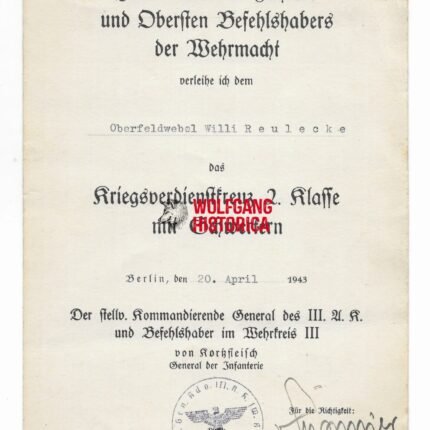 und Obersten Befehlshabers
der Wehrmacht
verleihe ich dem
Oberfeldwebel Willi Reulecke
das
Kriegsverdienstkreuz 2. Klasse
mit Schwertern
WOLFGANG
HISTORICA
Berlin, den 20. April 1943
Der stellv. Kommandierende General des III. A. K.
und Befehlshaber im Wehrkreis III
von Kortzfleisch
General der Infanterie
Für die Richtigkeit: